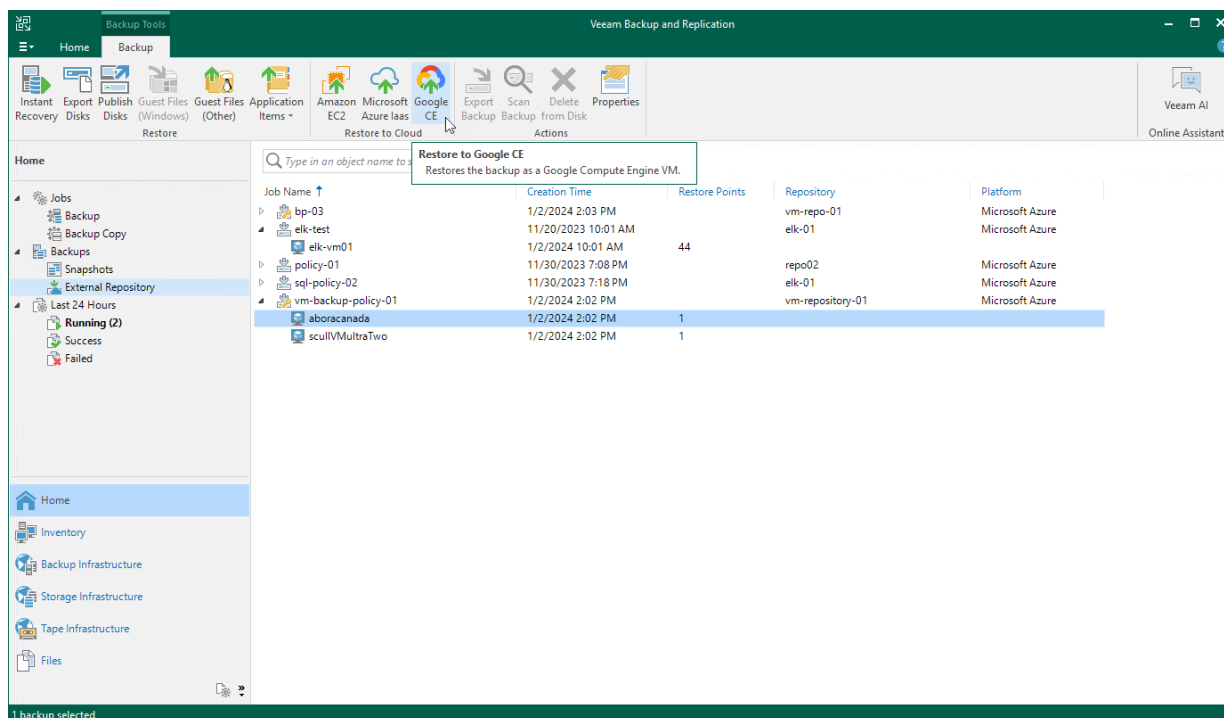 Backup Tools
Veeam Backup and Replication
Home Backup
Instant Recovery
Export Disks
Publish Disks
Guest Files (Windows)
Guest Files (Other)
Application Items
Amazon EC2
Microsoft Azure Iaas
Google CE
Export Backup
Scan Backup
Delete from Disk
Properties
Veeam AI
Restore
Restore to Cloud
Actions
Online Assistant
Restore to Google CE
Restores the backup as a Google Compute Engine VM.
Home
Type in an object name to s
Jobs
Backup
Backup Copy
Backups
Snapshots
External Repository
Last 24 Hours
Running (2)
Success
Failed
Job Name Creation Time Restore Points Repository Platform
bp-03 1/2/2024 2:03 PM vm-repo-01 Microsoft Azure
elk-test 11/20/2023 10:01 AM elk-01 Microsoft Azure
elk-vm01 1/2/2024 10:01 AM 44
policy-01 11/30/2023 7:08 PM repo02 Microsoft Azure
sql-policy-02 11/30/2023 7:18 PM elk-01 Microsoft Azure
vm-backup-policy-01 1/2/2024 2:02 PM vm-repository-01 Microsoft Azure
aboracanada 1/2/2024 2:02 PM 1
scullVMultraTwo 1/2/2024 2:02 PM 1
Home
Inventory
Backup Infrastructure
Storage Infrastructure
Tape Infrastructure
Files
1 backup selected